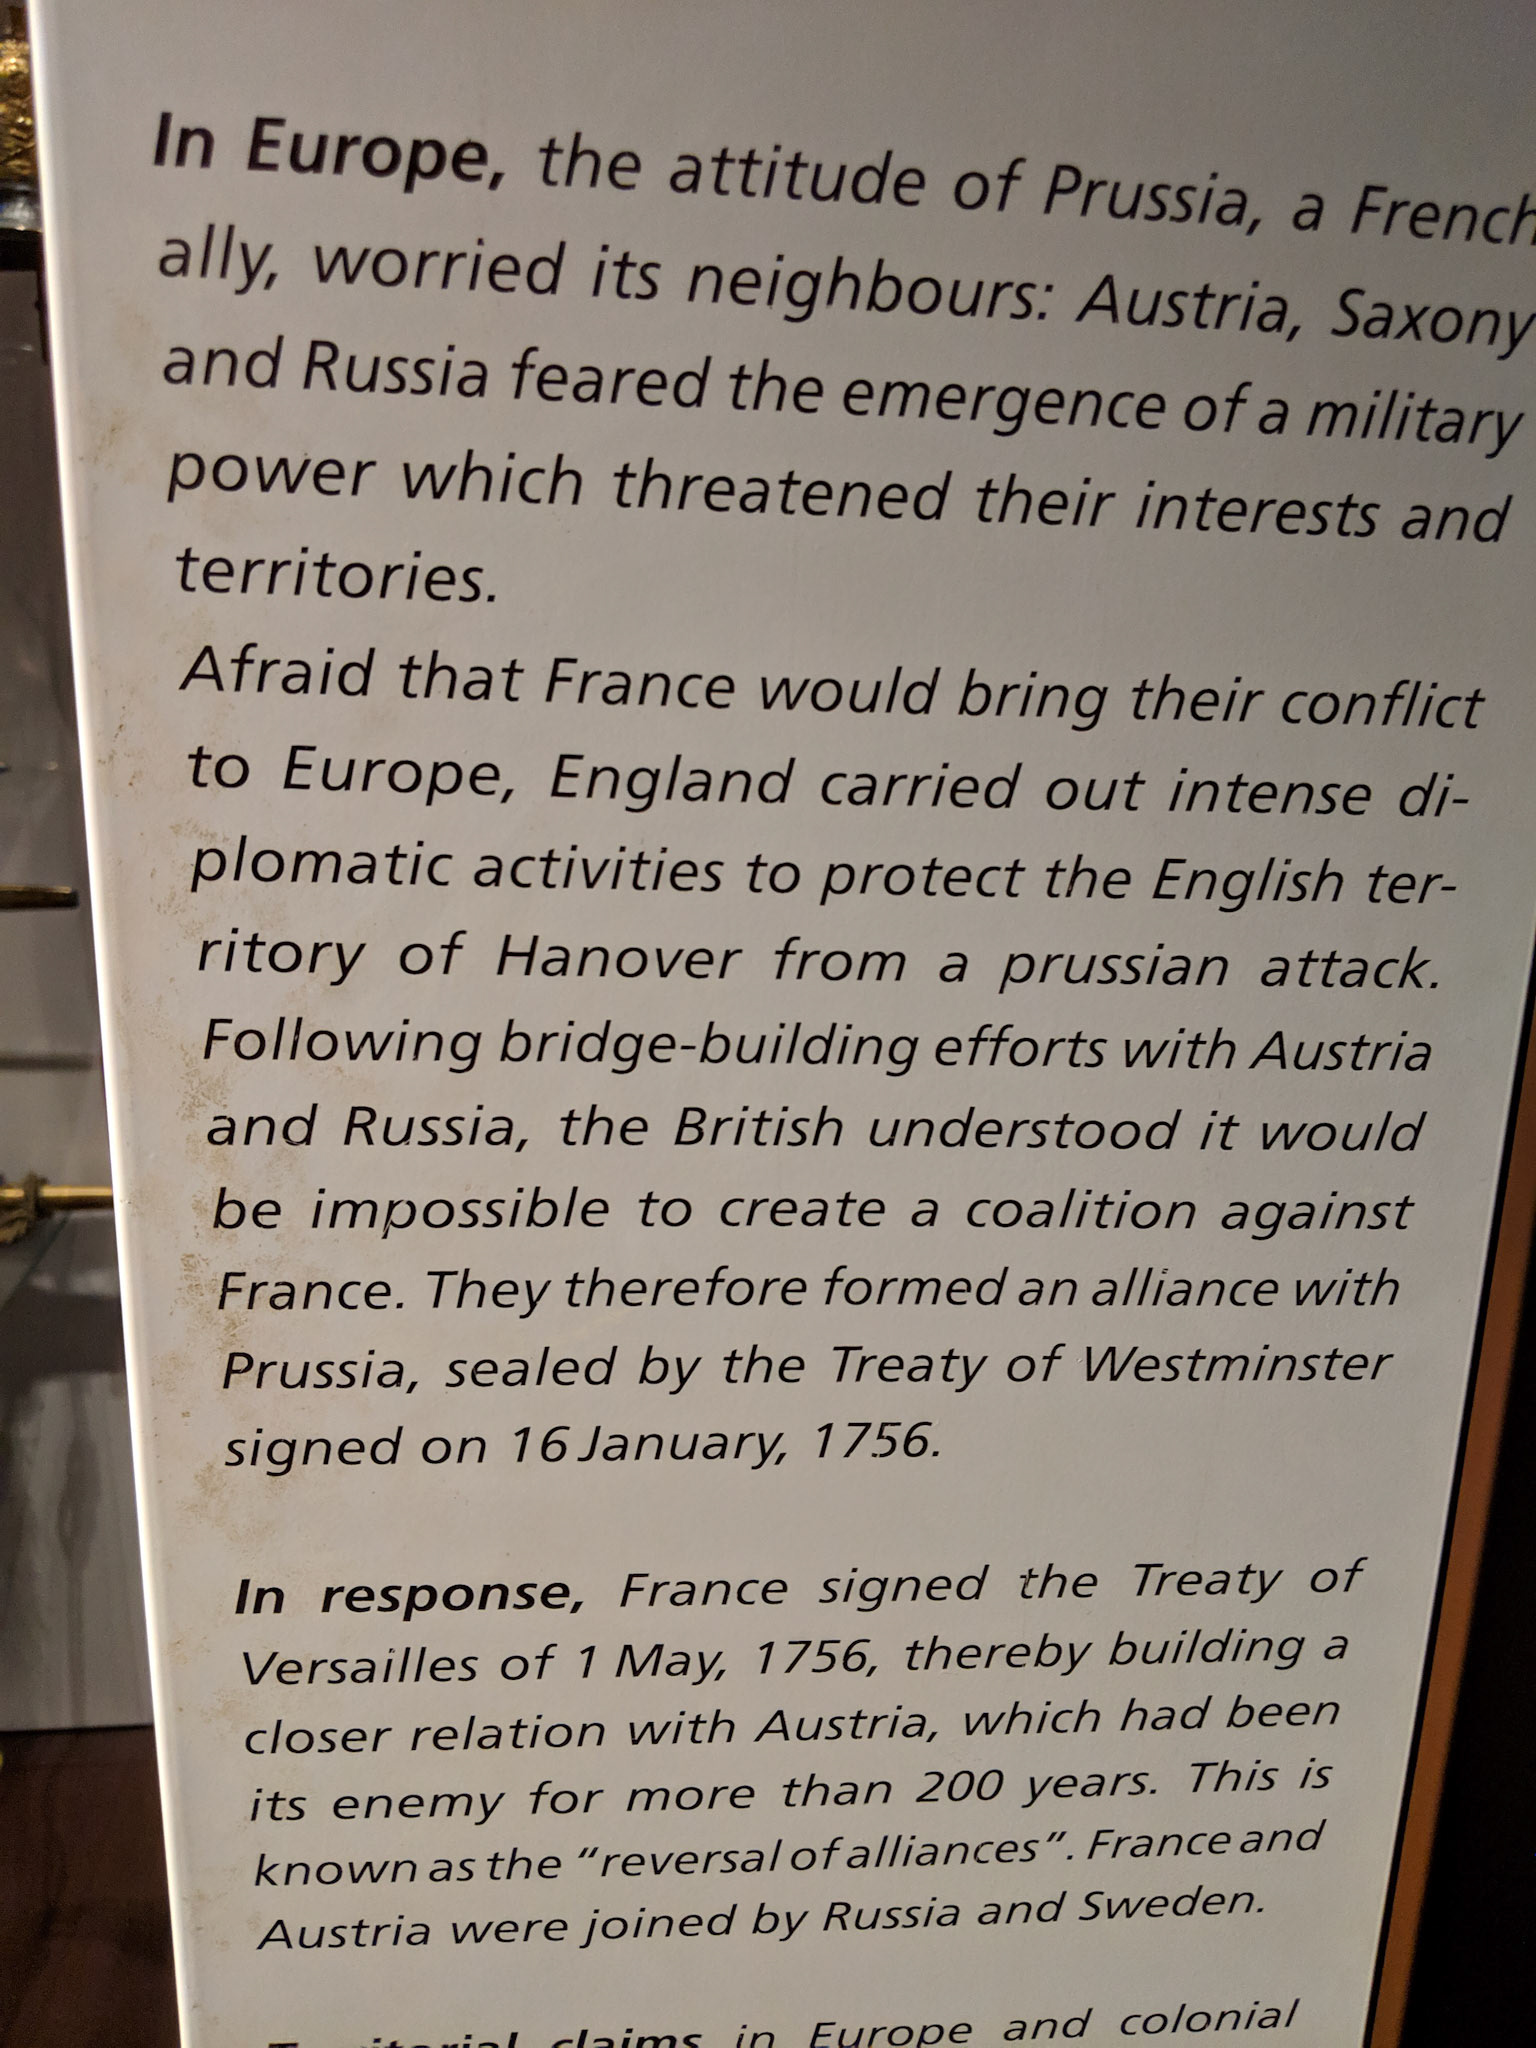 In Europe, the attitude of Prussia, a French
ally, worried its neighbours: Austria, Saxony
and Russia feared the emergence of a military
power which threatened their interests and
territories.
Afraid that France would bring their conflict
to Europe, England carried out intense di-
plomatic activities to protect the English ter-
ritory of Hanover from a prussian attack.
Following bridge-building efforts with Austria
and Russia, the British understood it would
be impossible to create a coalition against
France. They therefore formed an alliance with
Prussia, sealed by the Treaty of Westminster
signed on 16 January, 1756.
In response, France signed the Treaty of
Versailles of 1 May, 1756, thereby building a
closer relation with Austria, which had been
its enemy for more than 200 years. This is
known as the “reversal of alliances”. France and
Austria were joined by Russia and Sweden.
Territorial claims in Europe and colonial